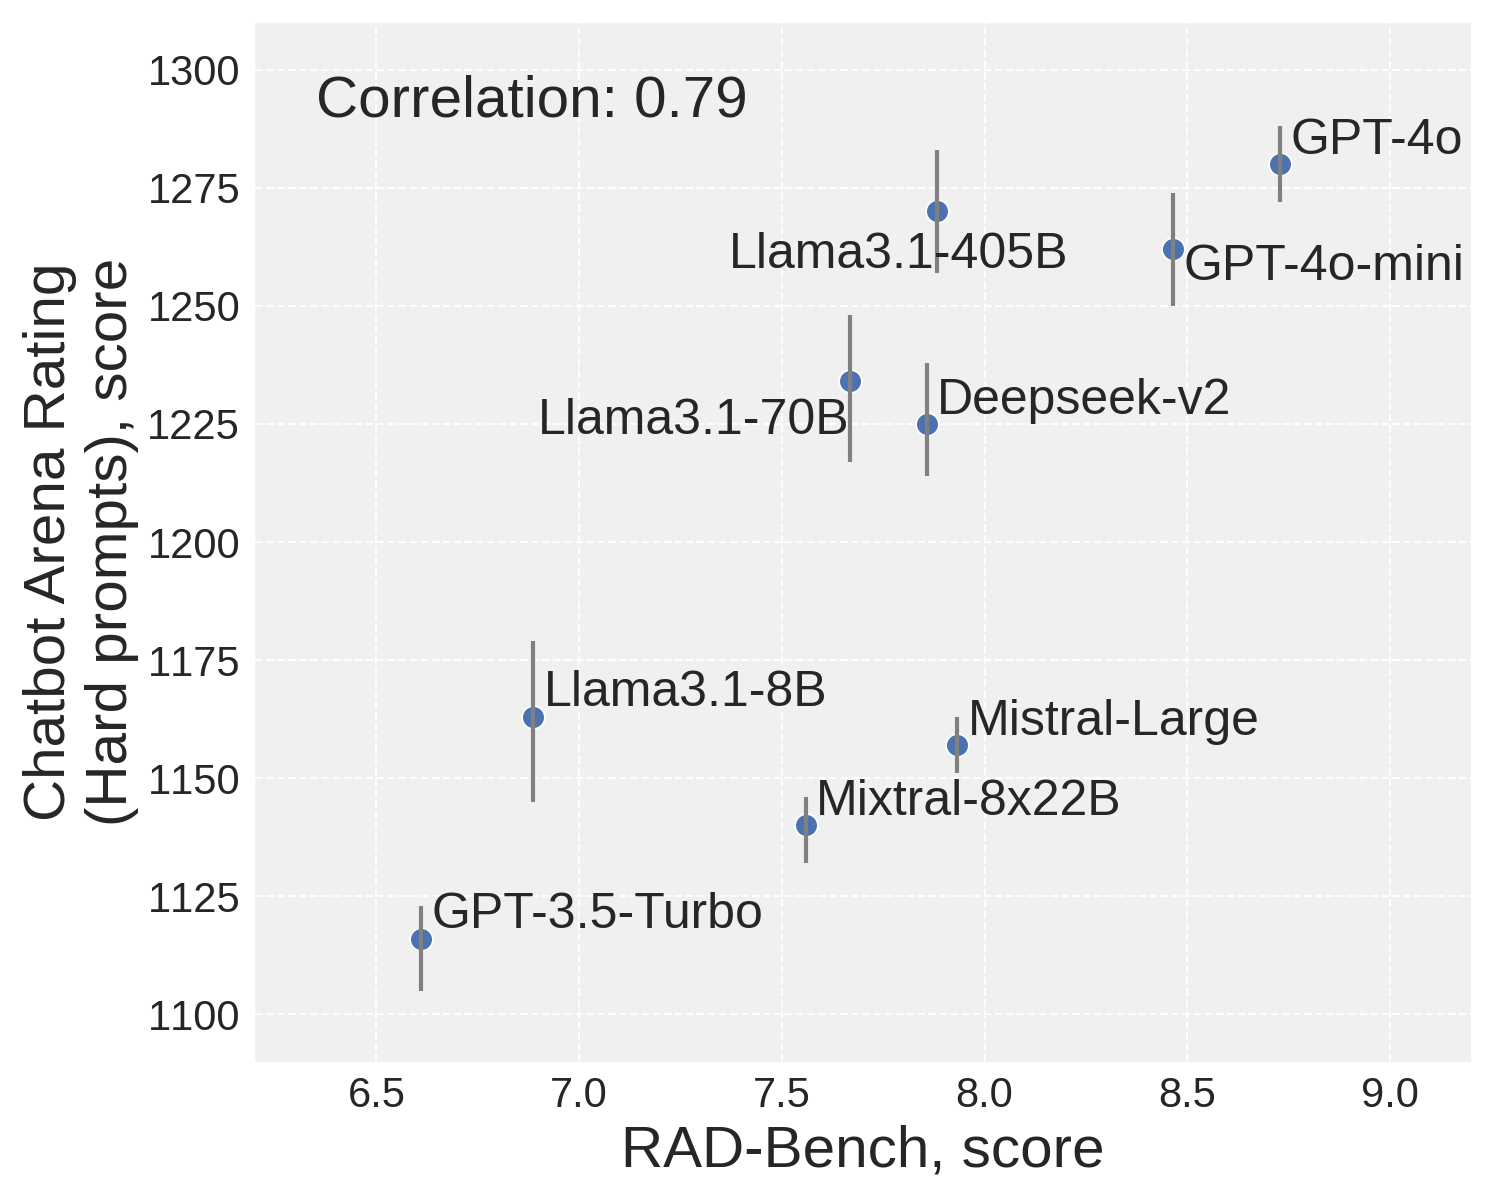 1300
Correlation: 0.79
GPT-4o
1275
Llama3.1-405B
GPT-4o-mini
1250
Deepseek-v2
Llama3.1-70B
1225
1200
1175
Llama3.1-8B
Mistral-Large
1150
Mixtral-8x22B
1125
GPT-3.5-Turbo
1100
Chatbot Arena Rating
(Hard prompts), score
6.5 7.0 7.5 8.0 8.5 9.0
RAD-Bench, score